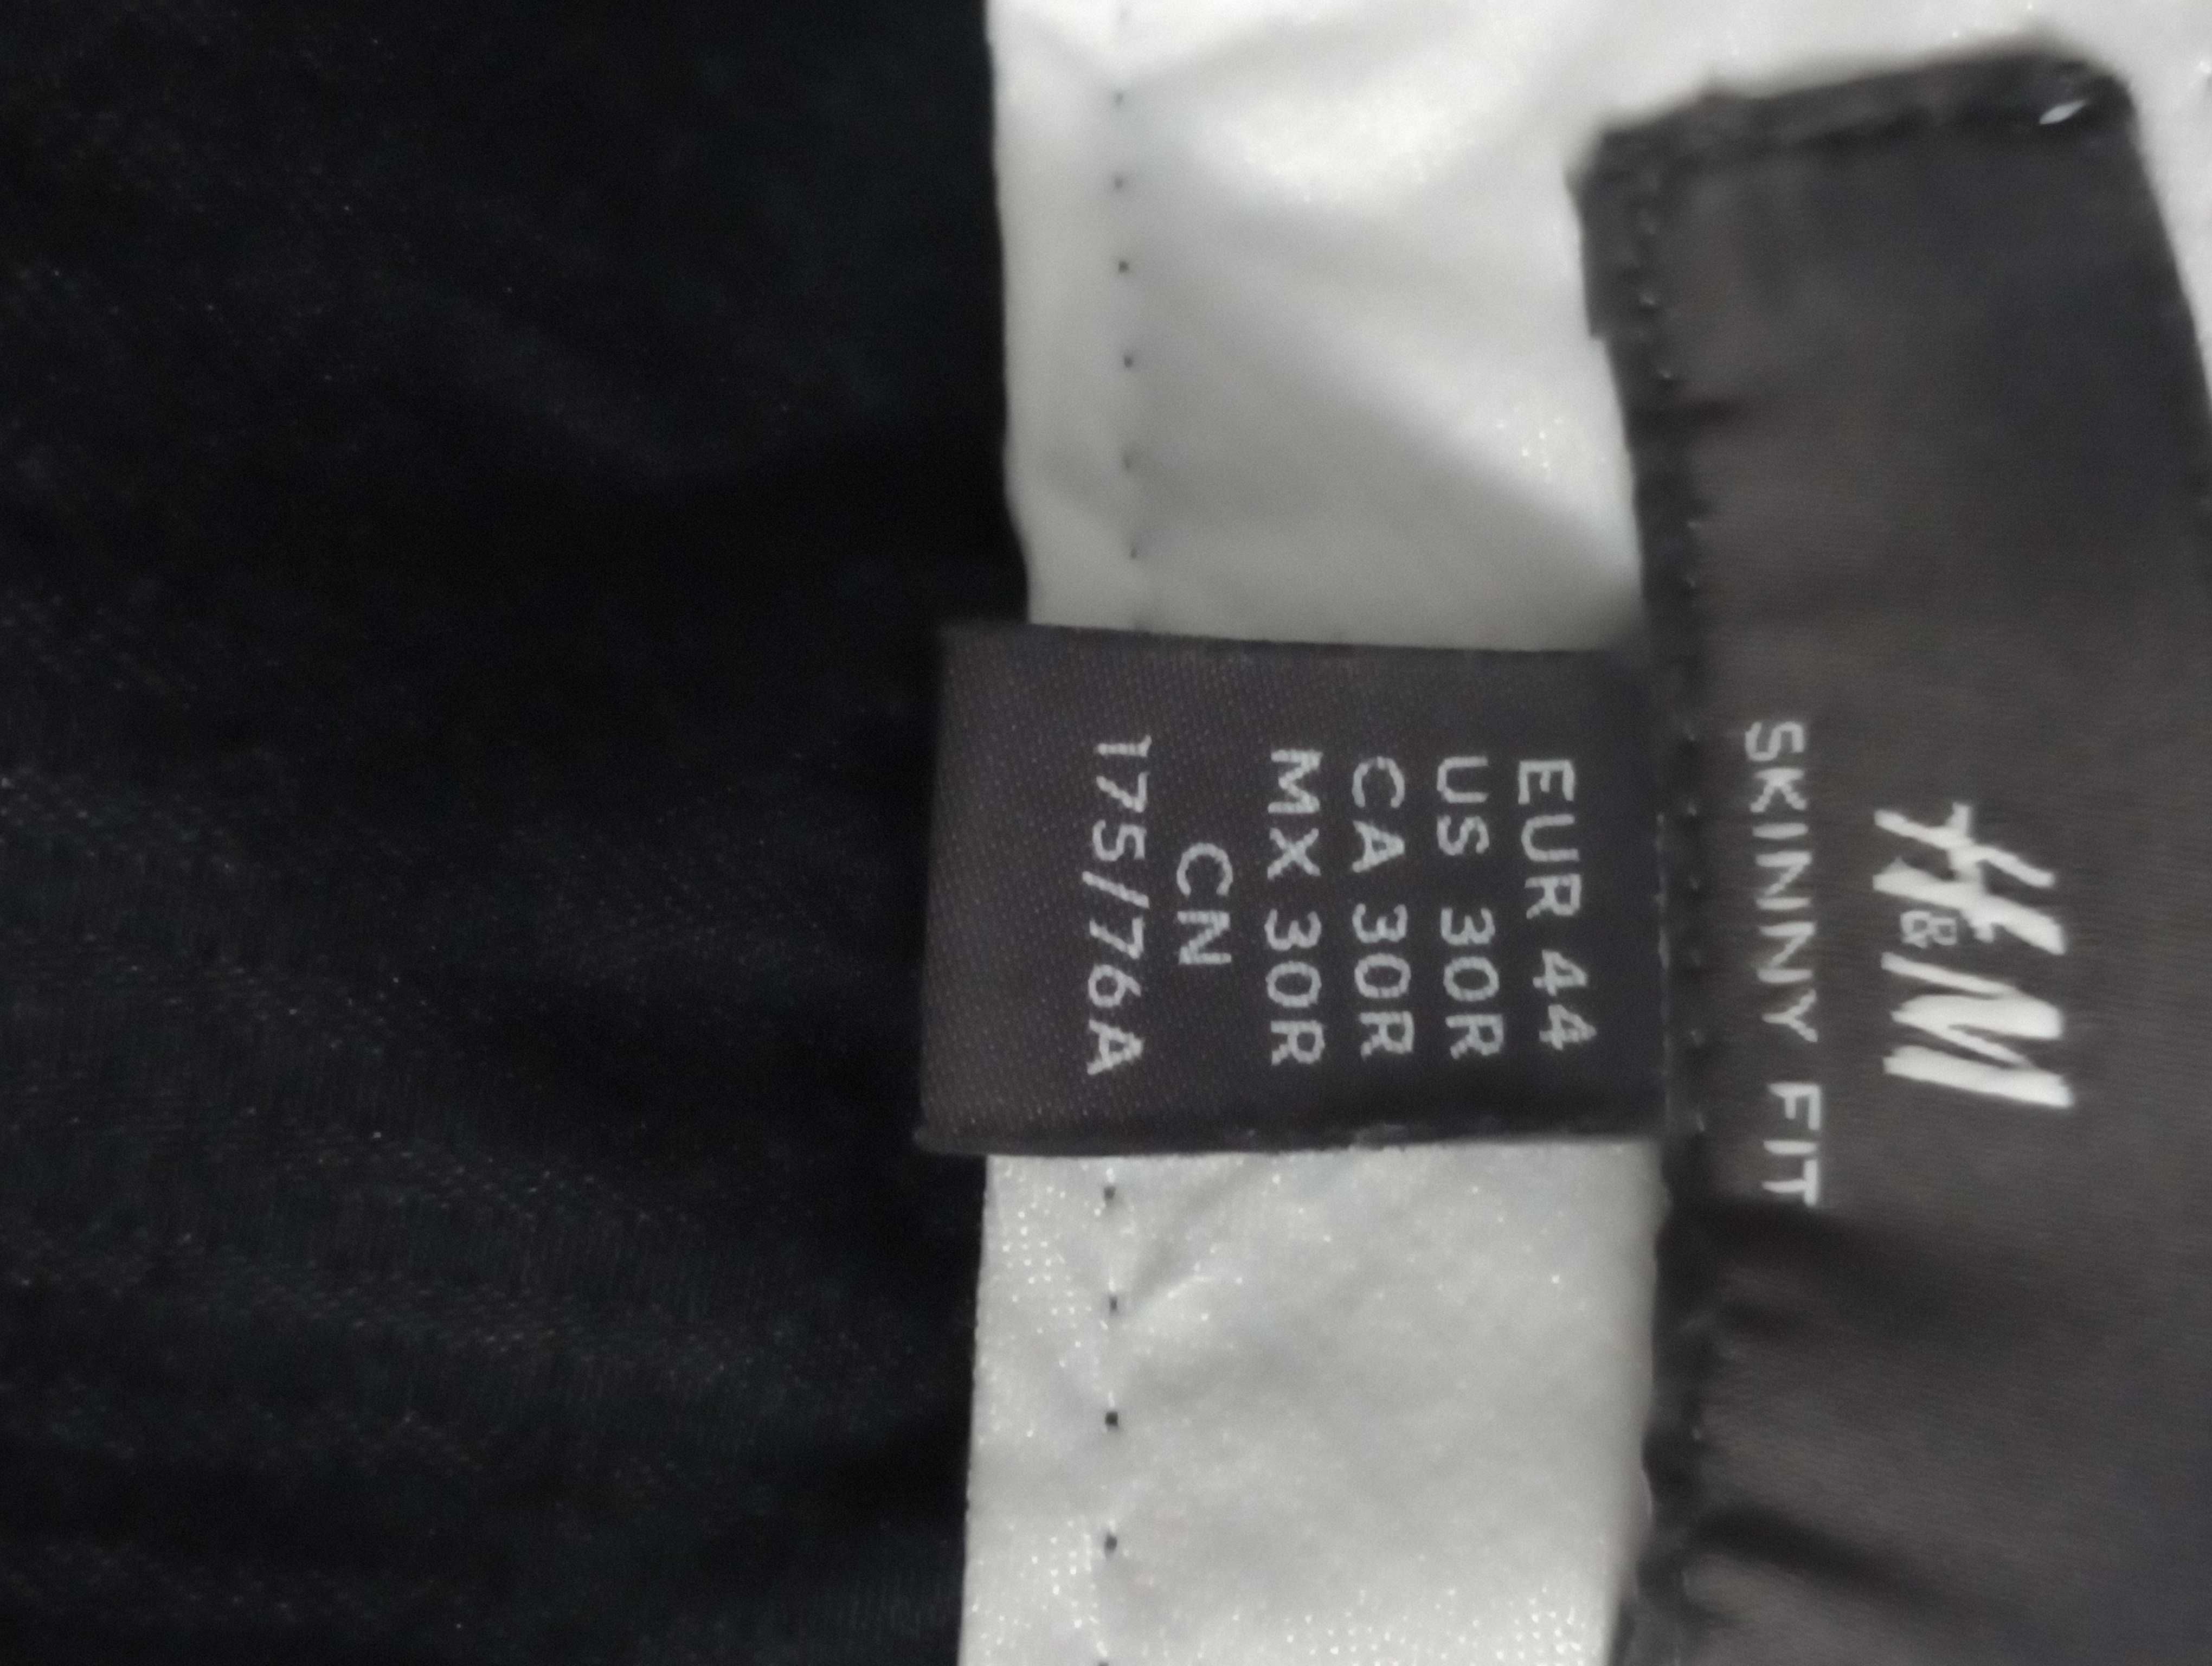 H&M
SKINNY FIT
EUR 44
US 30R
CA 30R
MX 30R
CN
175/76A